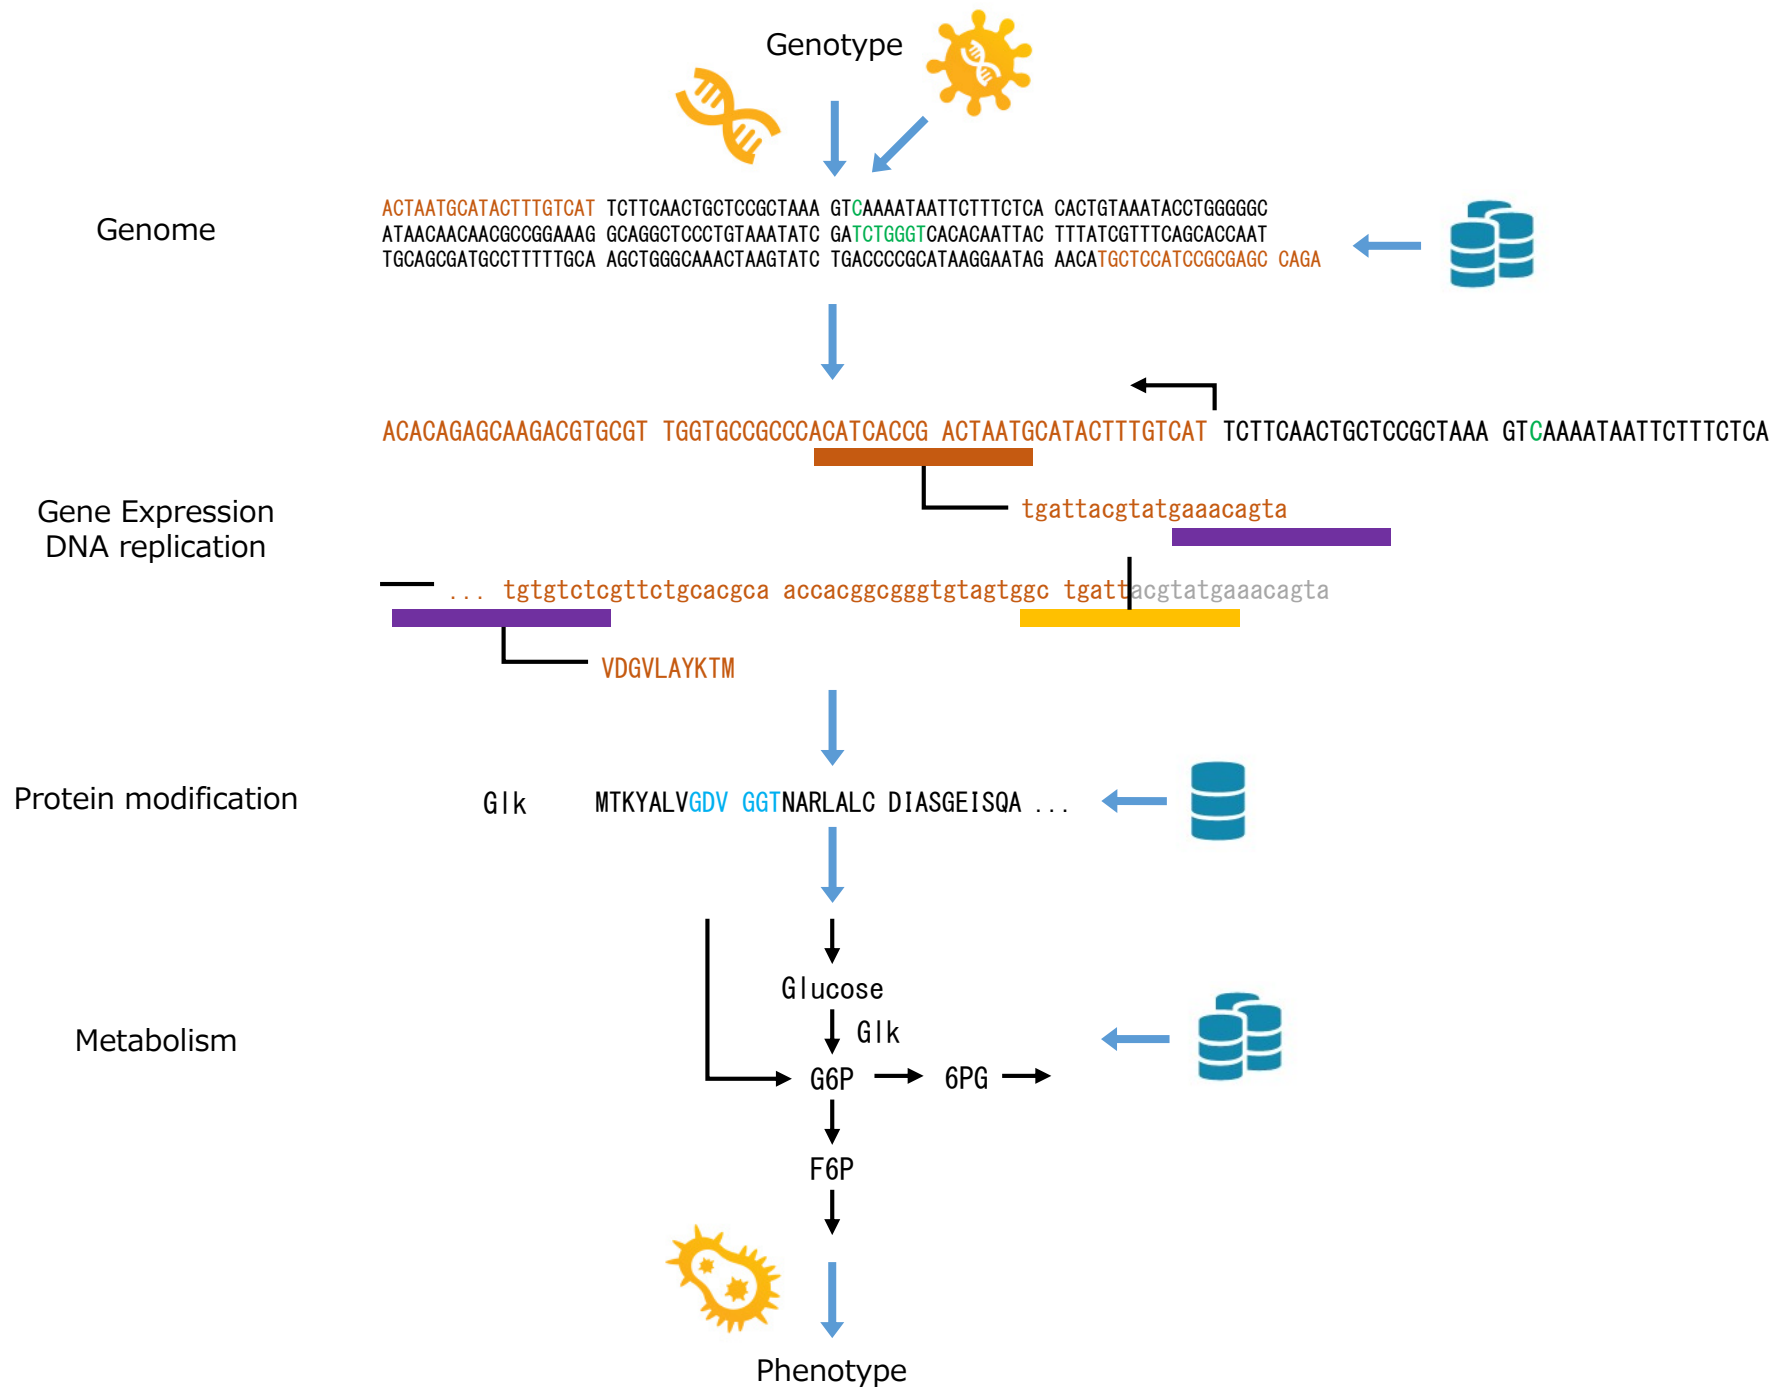 Genotype
Genome
ACTAATGCATACTTTGTCAT TCTTCAACTGCTCCGCTAAA GTCAAAATAATTCTTTCTCA CACTGTAAATACCTGGGGGC
ATAACAACAACGCCGGAAAG GCAGGCTCCCTGTAAATATC GATCTGGGTCACACAATTAC TTTATCGTTTCAGCACCAAT
TGCAGCGATGCCTTTTTGCA AGCTGGGCAAACTAAGTATC TGACCCCGCATAAGGAATAG AACATGCTCCATCCGCGAGC CAGA
ACACAGAGCAAGACGTGCGT TGGTGCCGCCCACATCACCG ACTAATGCATACTTTGTCAT TCTTCAACTGCTCCGCTAAA GTCAAAATAATTCTTTCTCA
Gene Expression
DNA replication
tgattacgtatgaaacagta
... tgtgtctcgttctgcacgca accacggcgggtgtagtggc tgattacgtatgaaacagta
VDGVLAYKTM
Protein modification
Glk MTKYALVGDV GGTNARLALC DIASGEISQA ...
Metabolism
Glucose
Glk
G6P 6PG
F6P
Phenotype